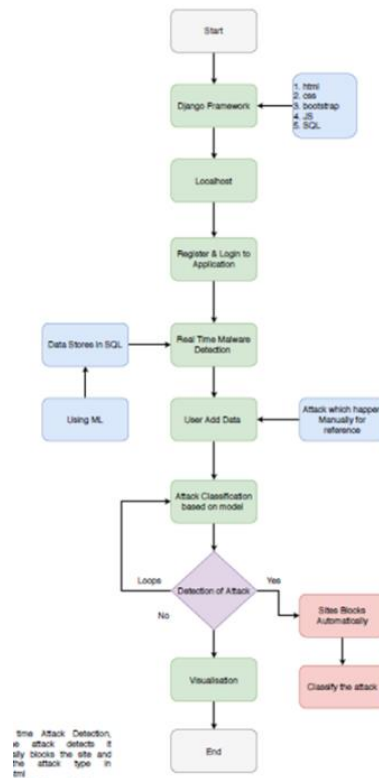 Start
Django Framework
1. html
2. css
3. bootstrap
4. JS
5. SQL
Localhost
Register & Login to
Application
Data Stores in SQL
Real Time Malware
Detection
Using ML
User Add Data
Attack which happen
Manually for
reference
Attack Classification
based on model
Loops
Detection of Attack
Yes
No
Sites Blocks
Automatically
Visualisation
Classify the attack
End
time Attack Detection,
attack detects it
blocks the site and
the attack type in